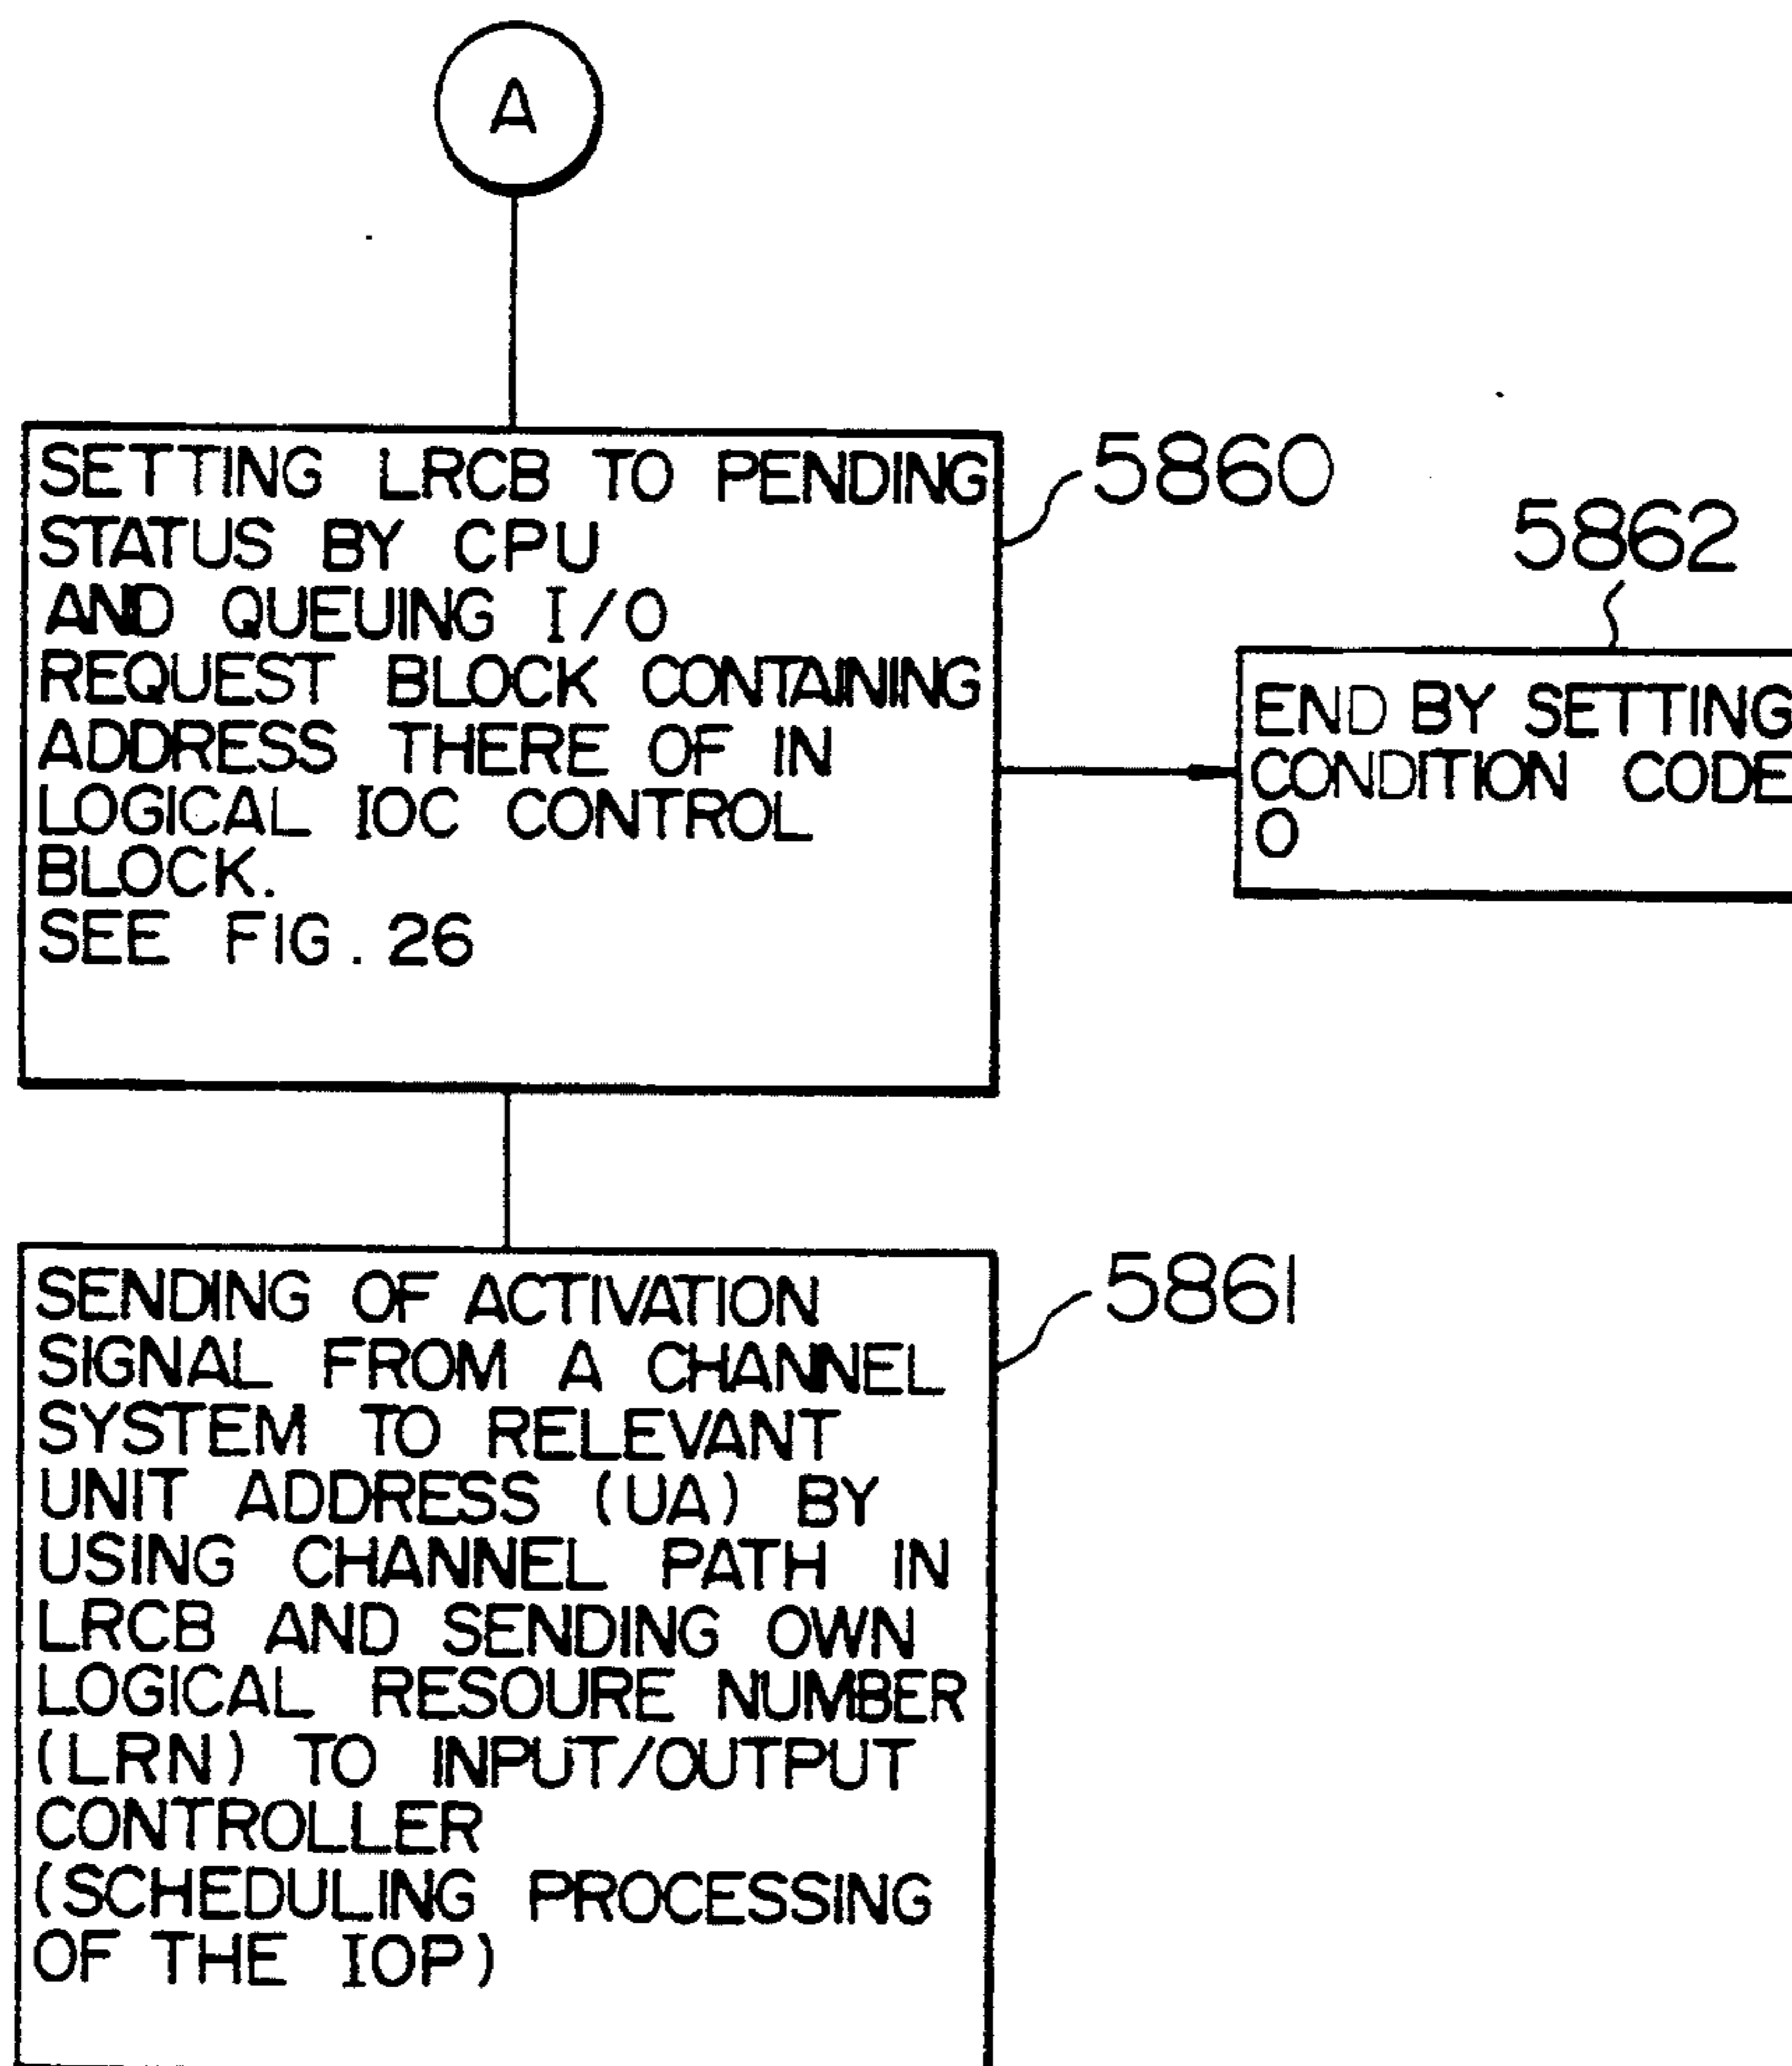 A
SETTING LRCB TO PENDING
STATUS BY CPU
AND QUEUING I/O
REQUEST BLOCK CONTAINING
ADDRESS THERE OF IN
LOGICAL IOC CONTROL
BLOCK.
SEE FIG. 26
5860
5862
END BY SETTING
CONDITION CODE
0
SENDING OF ACTIVATION
SIGNAL FROM A CHANNEL
SYSTEM TO RELEVANT
UNIT ADDRESS (UA) BY
USING CHANNEL PATH IN
LRCB AND SENDING OWN
LOGICAL RESOURE NUMBER
(LRN) TO INPUT/OUTPUT
CONTROLLER
(SCHEDULING PROCESSING
OF THE IOP)
5861